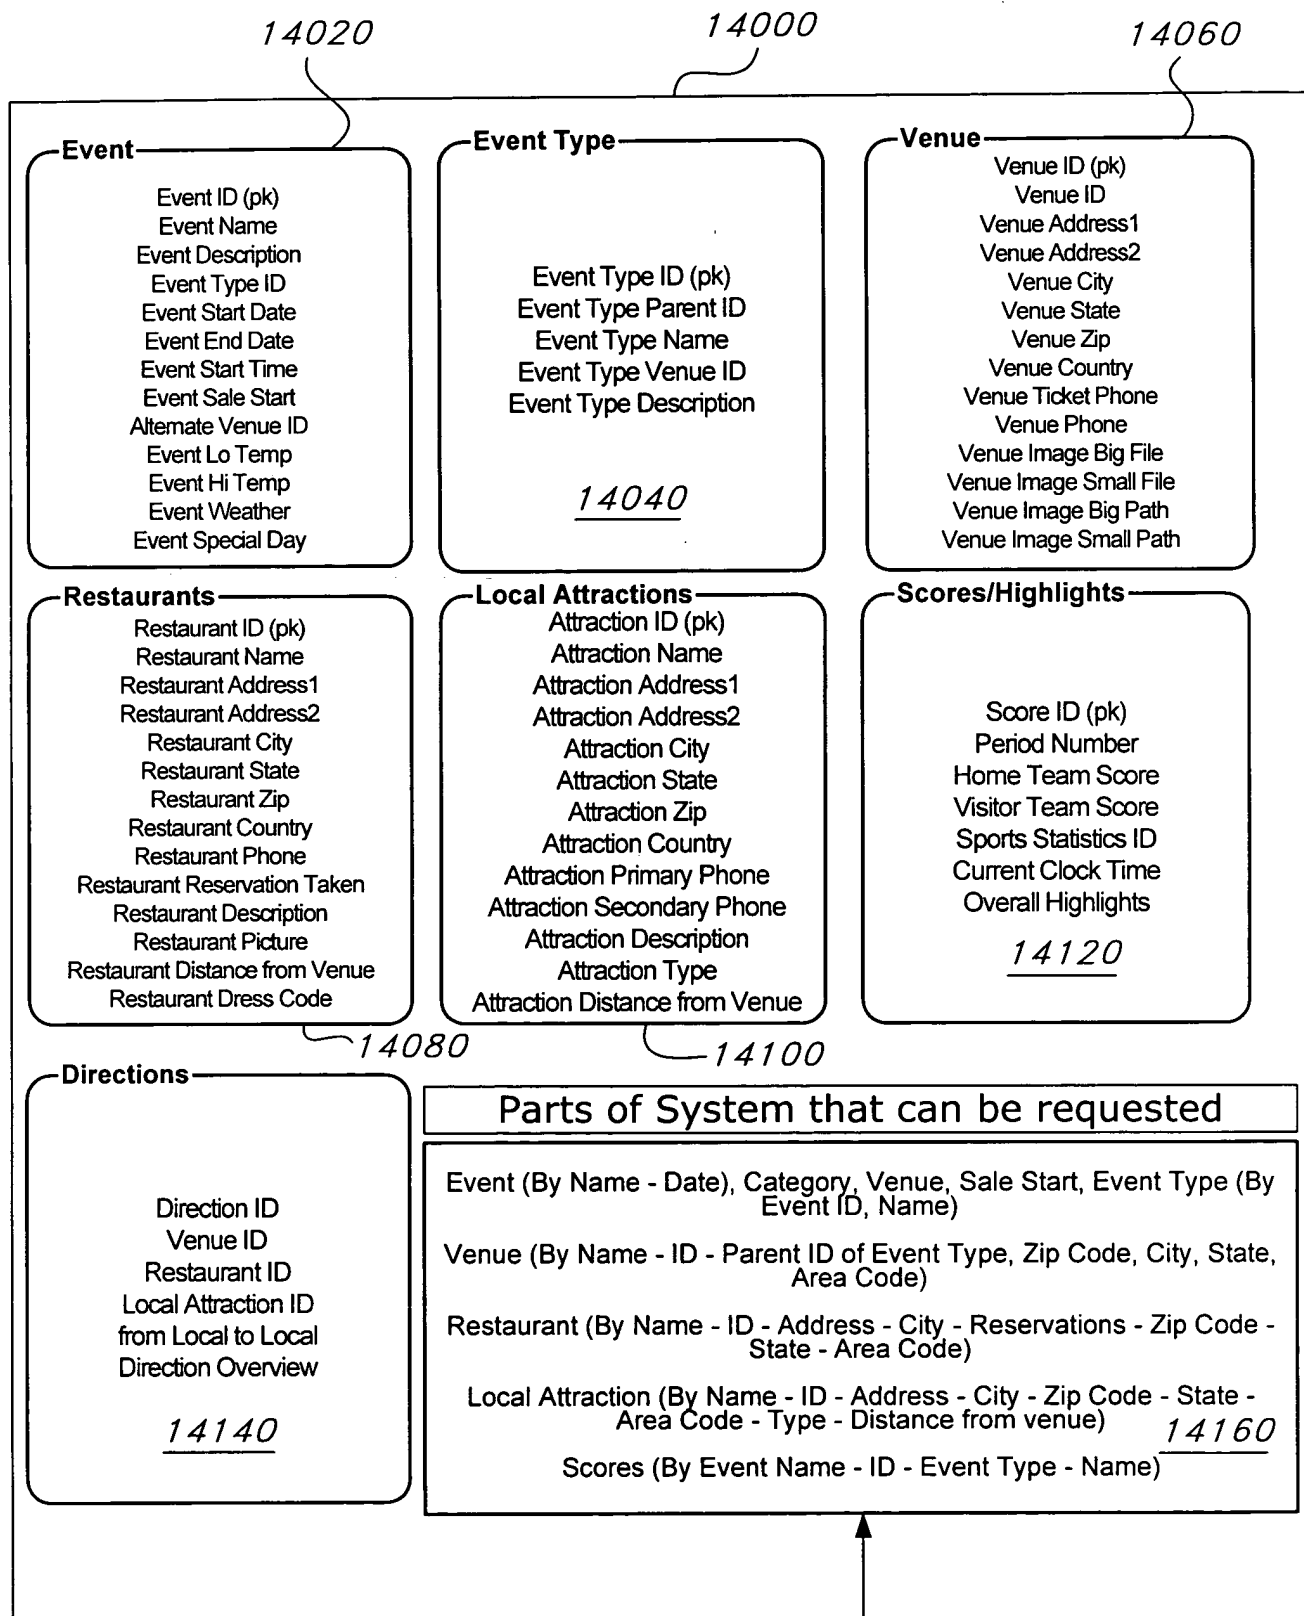 14020
14000
14060
Event
Event ID (pk)
Event Name
Event Description
Event Type ID
Event Start Date
Event End Date
Event Start Time
Event Sale Start
Alternate Venue ID
Event Lo Temp
Event Hi Temp
Event Weather
Event Special Day
Event Type
Event Type ID (pk)
Event Type Parent ID
Event Type Name
Event Type Venue ID
Event Type Description
14040
Venue
Venue ID (pk)
Venue ID
Venue Address1
Venue Address2
Venue City
Venue State
Venue Zip
Venue Country
Venue Ticket Phone
Venue Phone
Venue Image Big File
Venue Image Small File
Venue Image Big Path
Venue Image Small Path
Restaurants
Restaurant ID (pk)
Restaurant Name
Restaurant Address1
Restaurant Address2
Restaurant City
Restaurant State
Restaurant Zip
Restaurant Country
Restaurant Phone
Restaurant Reservation Taken
Restaurant Description
Restaurant Picture
Restaurant Distance from Venue
Restaurant Dress Code
14080
Local Attractions
Attraction ID (pk)
Attraction Name
Attraction Address1
Attraction Address2
Attraction City
Attraction State
Attraction Zip
Attraction Country
Attraction Primary Phone
Attraction Secondary Phone
Attraction Description
Attraction Type
Attraction Distance from Venue
14100
Scores/Highlights
Score ID (pk)
Period Number
Home Team Score
Visitor Team Score
Sports Statistics ID
Current Clock Time
Overall Highlights
14120
Directions
Direction ID
Venue ID
Restaurant ID
Local Attraction ID
from Local to Local
Direction Overview
14140
Parts of System that can be requested
Event (By Name - Date), Category, Venue, Sale Start, Event Type (By
Event ID, Name)
Venue (By Name - ID - Parent ID of Event Type, Zip Code, City, State,
Area Code)
Restaurant (By Name - ID - Address - City - Reservations - Zip Code -
State - Area Code)
Local Attraction (By Name - ID - Address - City - Zip Code - State -
Area Code - Type - Distance from venue)
14160
Scores (By Event Name - ID - Event Type - Name)